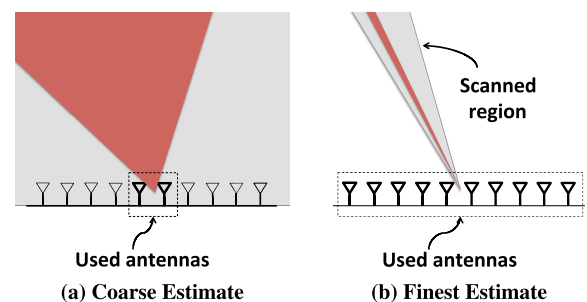 Scanned
region
Used antennas
Used antennas
(a) Coarse Estimate
(b) Finest Estimate